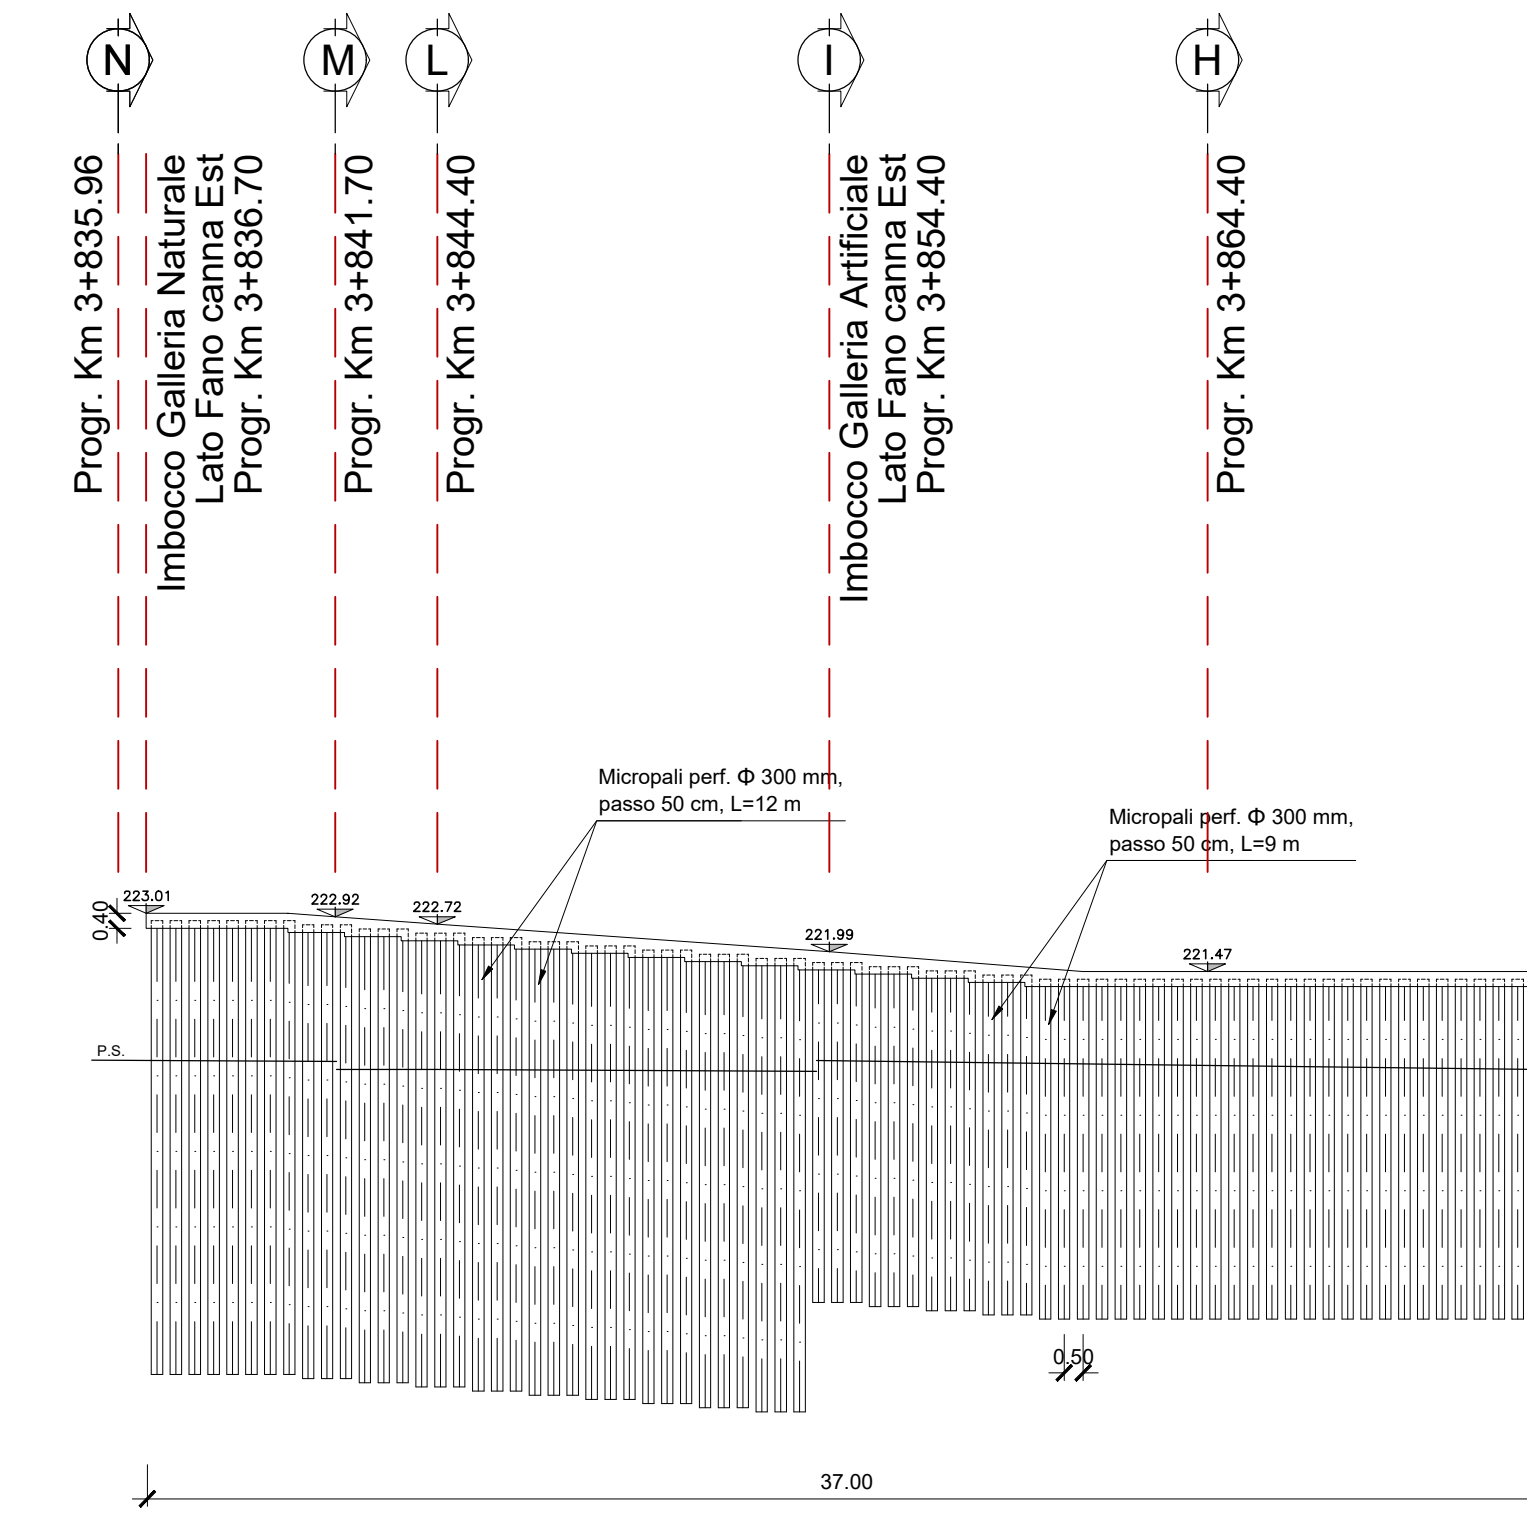 N
M
L
I
H
Progr. Km 3+835.96
Imbocco Galleria Naturale
Lato Fano canna Est
Progr. Km 3+836.70
Progr. Km 3+841.70
Progr. Km 3+844.40
Imbocco Galleria Artificiale
Lato Fano canna Est
Progr. Km 3+854.40
Progr. Km 3+864.40
Micropali perf. Φ 300 mm,
passo 50 cm, L=12 m
Micropali perf. Φ 300 mm,
passo 50 cm, L=9 m
0.40
223.01
222.92
222.72
221.99
221.47
P.S.
0.50
37.00